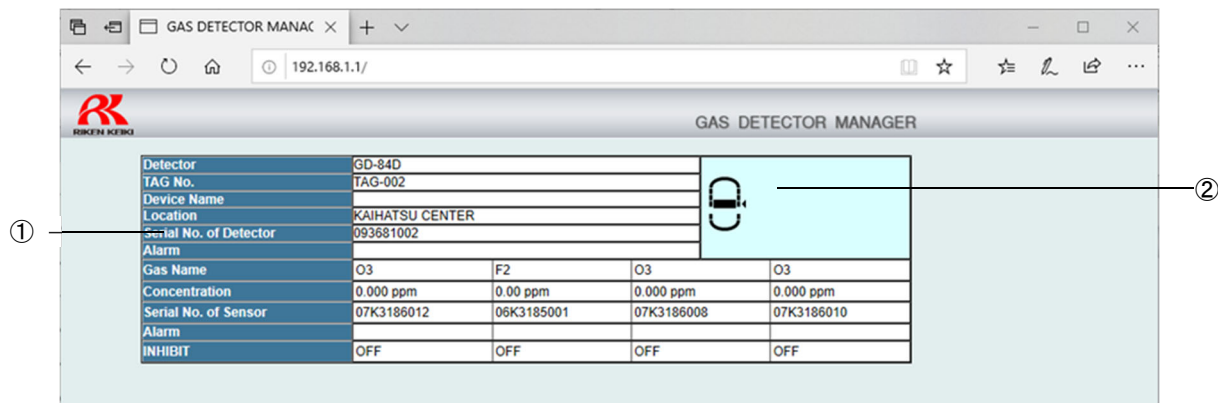 GAS DETECTOR MANAC
192.168.1.1/
RIKEN KEIKI
GAS DETECTOR MANAGER
Detector GD-84D
TAG No. TAG-002
②
Device Name
Location KAIHATSU CENTER
① Serial No. of Detector 093681002
Alarm
Gas Name O3 F2 O3 O3
Concentration 0.000 ppm 0.00 ppm 0.000 ppm 0.000 ppm
Serial No. of Sensor 07K3186012 06K3185001 07K3186008 07K3186010
Alarm
INHIBIT OFF OFF OFF OFF